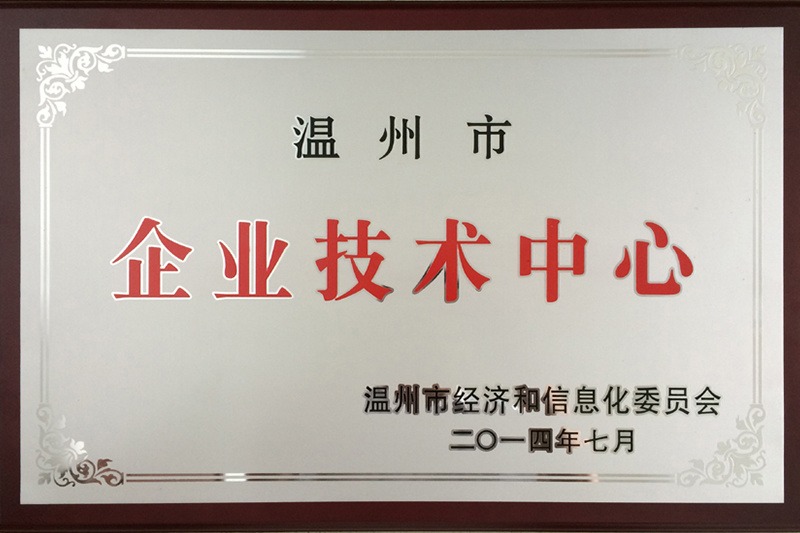 温州市
企业技术中心
温州市经济和信息化委员会
二〇一四年七月